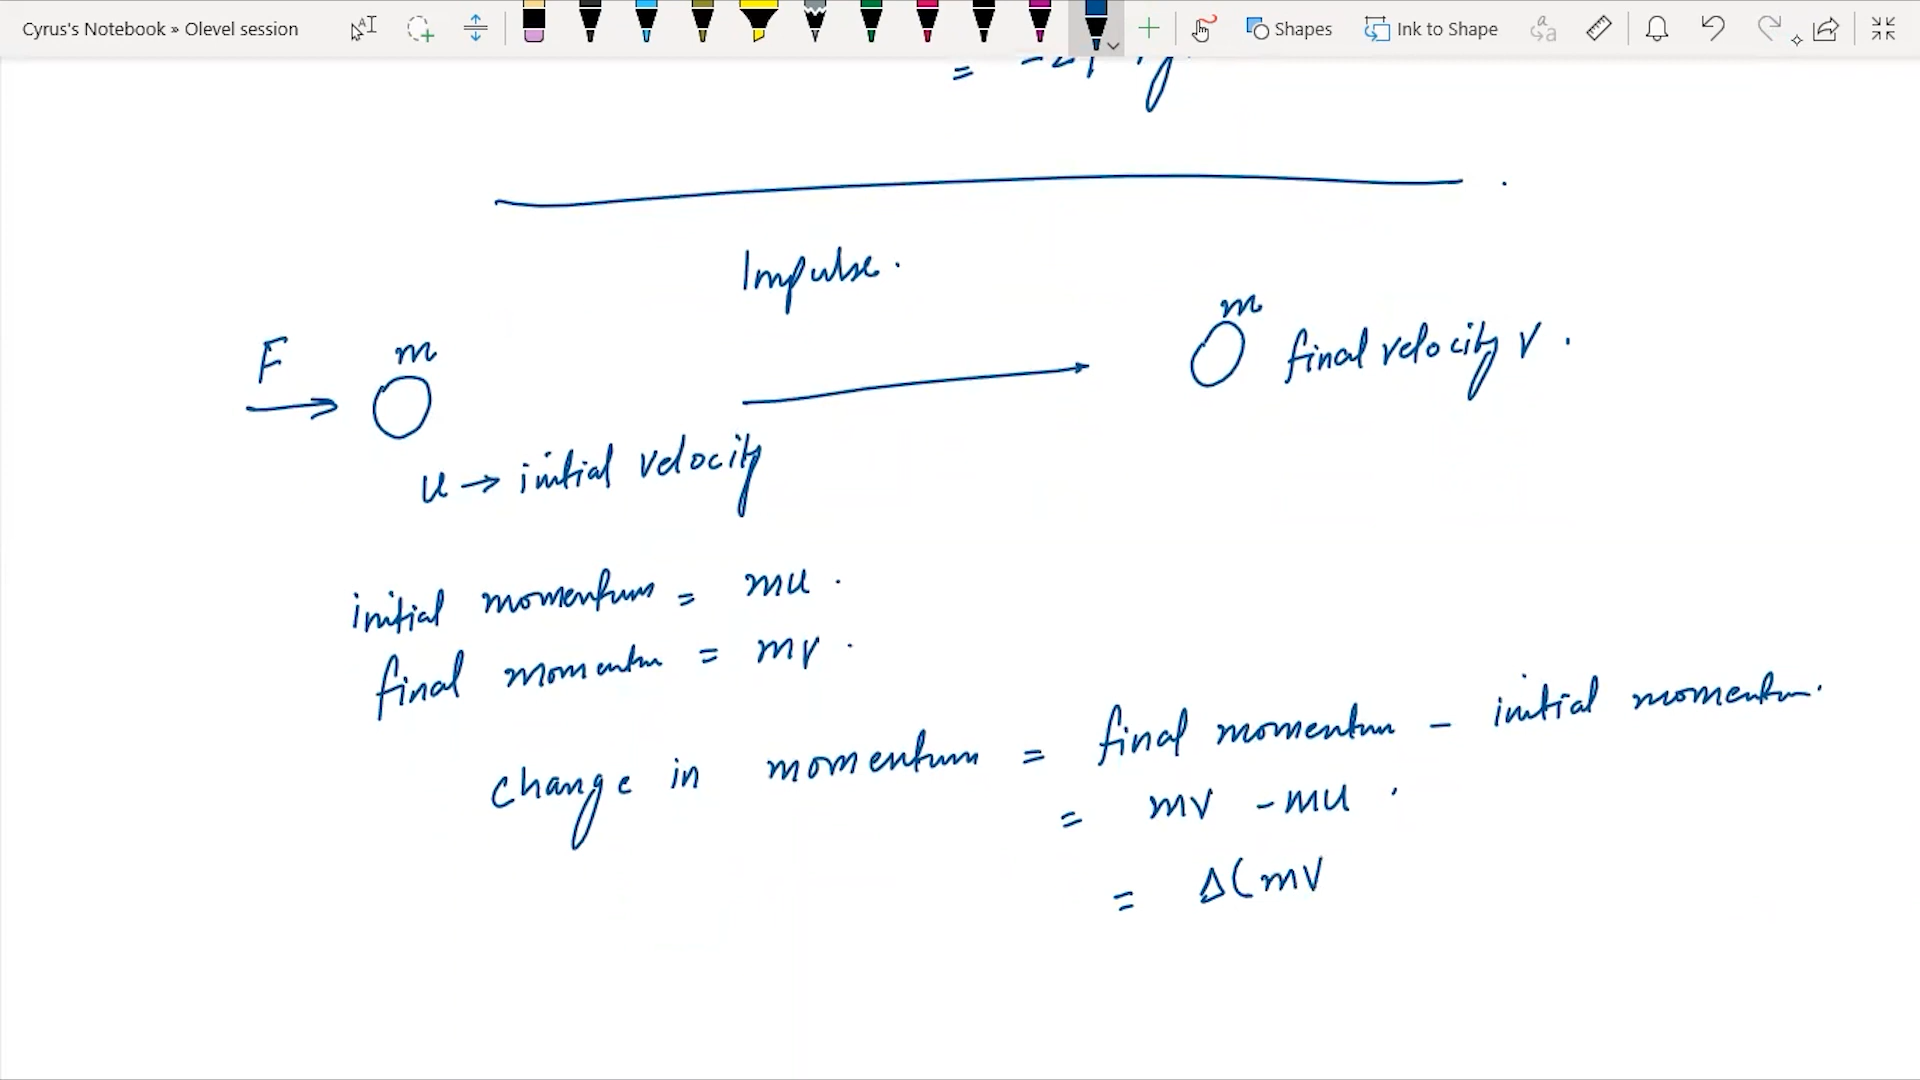 Cyrus's Notebook » Olevel session
Shapes
Ink to Shape
=
Impulse.
F
m
m
final velocity v.
u → initial velocity
initial momentum = mu.
final momentm = mv.
change in momentum = final momentum - initial momentum.
= mv - mu.
= Δ(mv